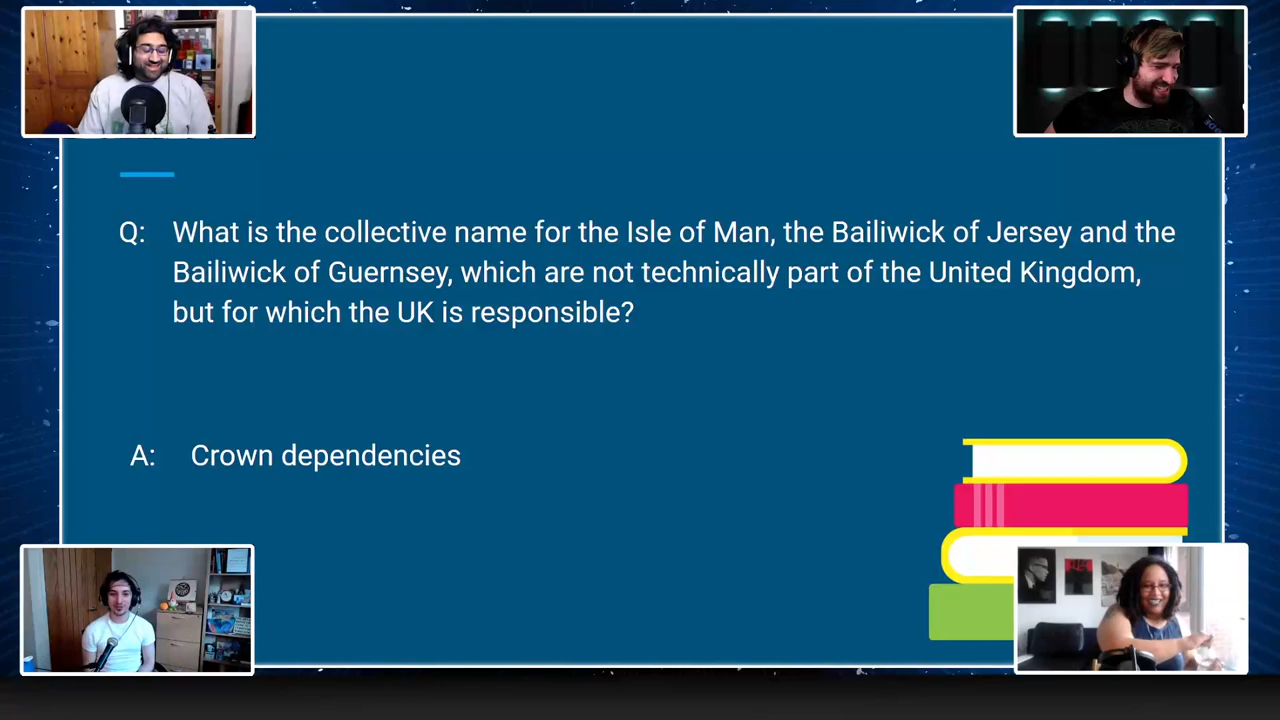 Q: What is the collective name for the Isle of Man, the Bailiwick of Jersey and the
Bailiwick of Guernsey, which are not technically part of the United Kingdom,
but for which the UK is responsible?
A: Crown dependencies